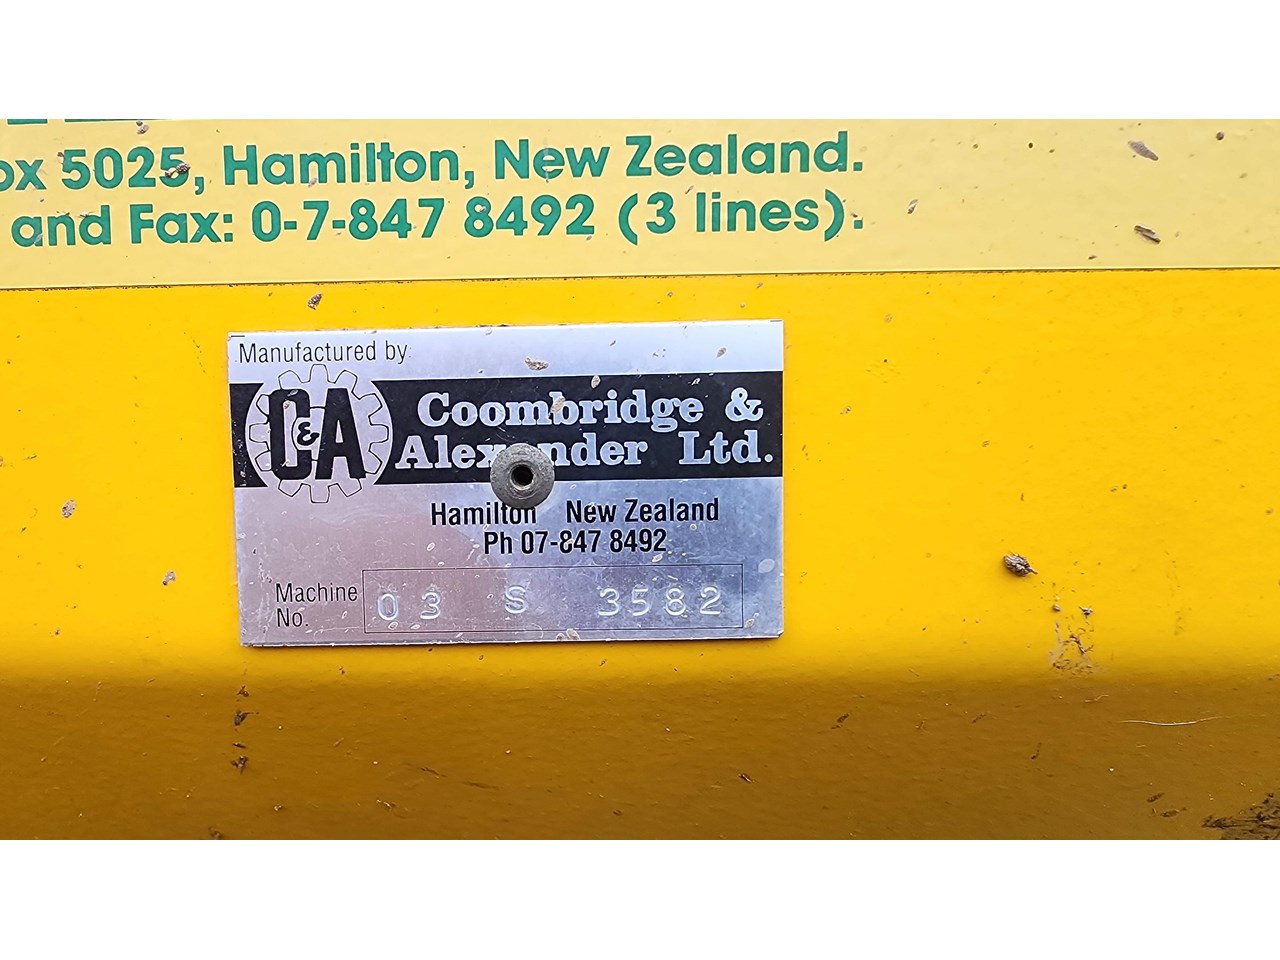 ox 5025, Hamilton, New Zealand.
and Fax: 0-7-847 8492 (3 lines).
Manufactured by
C&A
Coombridge &
Alexander Ltd.
Hamilton New Zealand
Ph 07-847 8492
Machine No. 03 S 3582